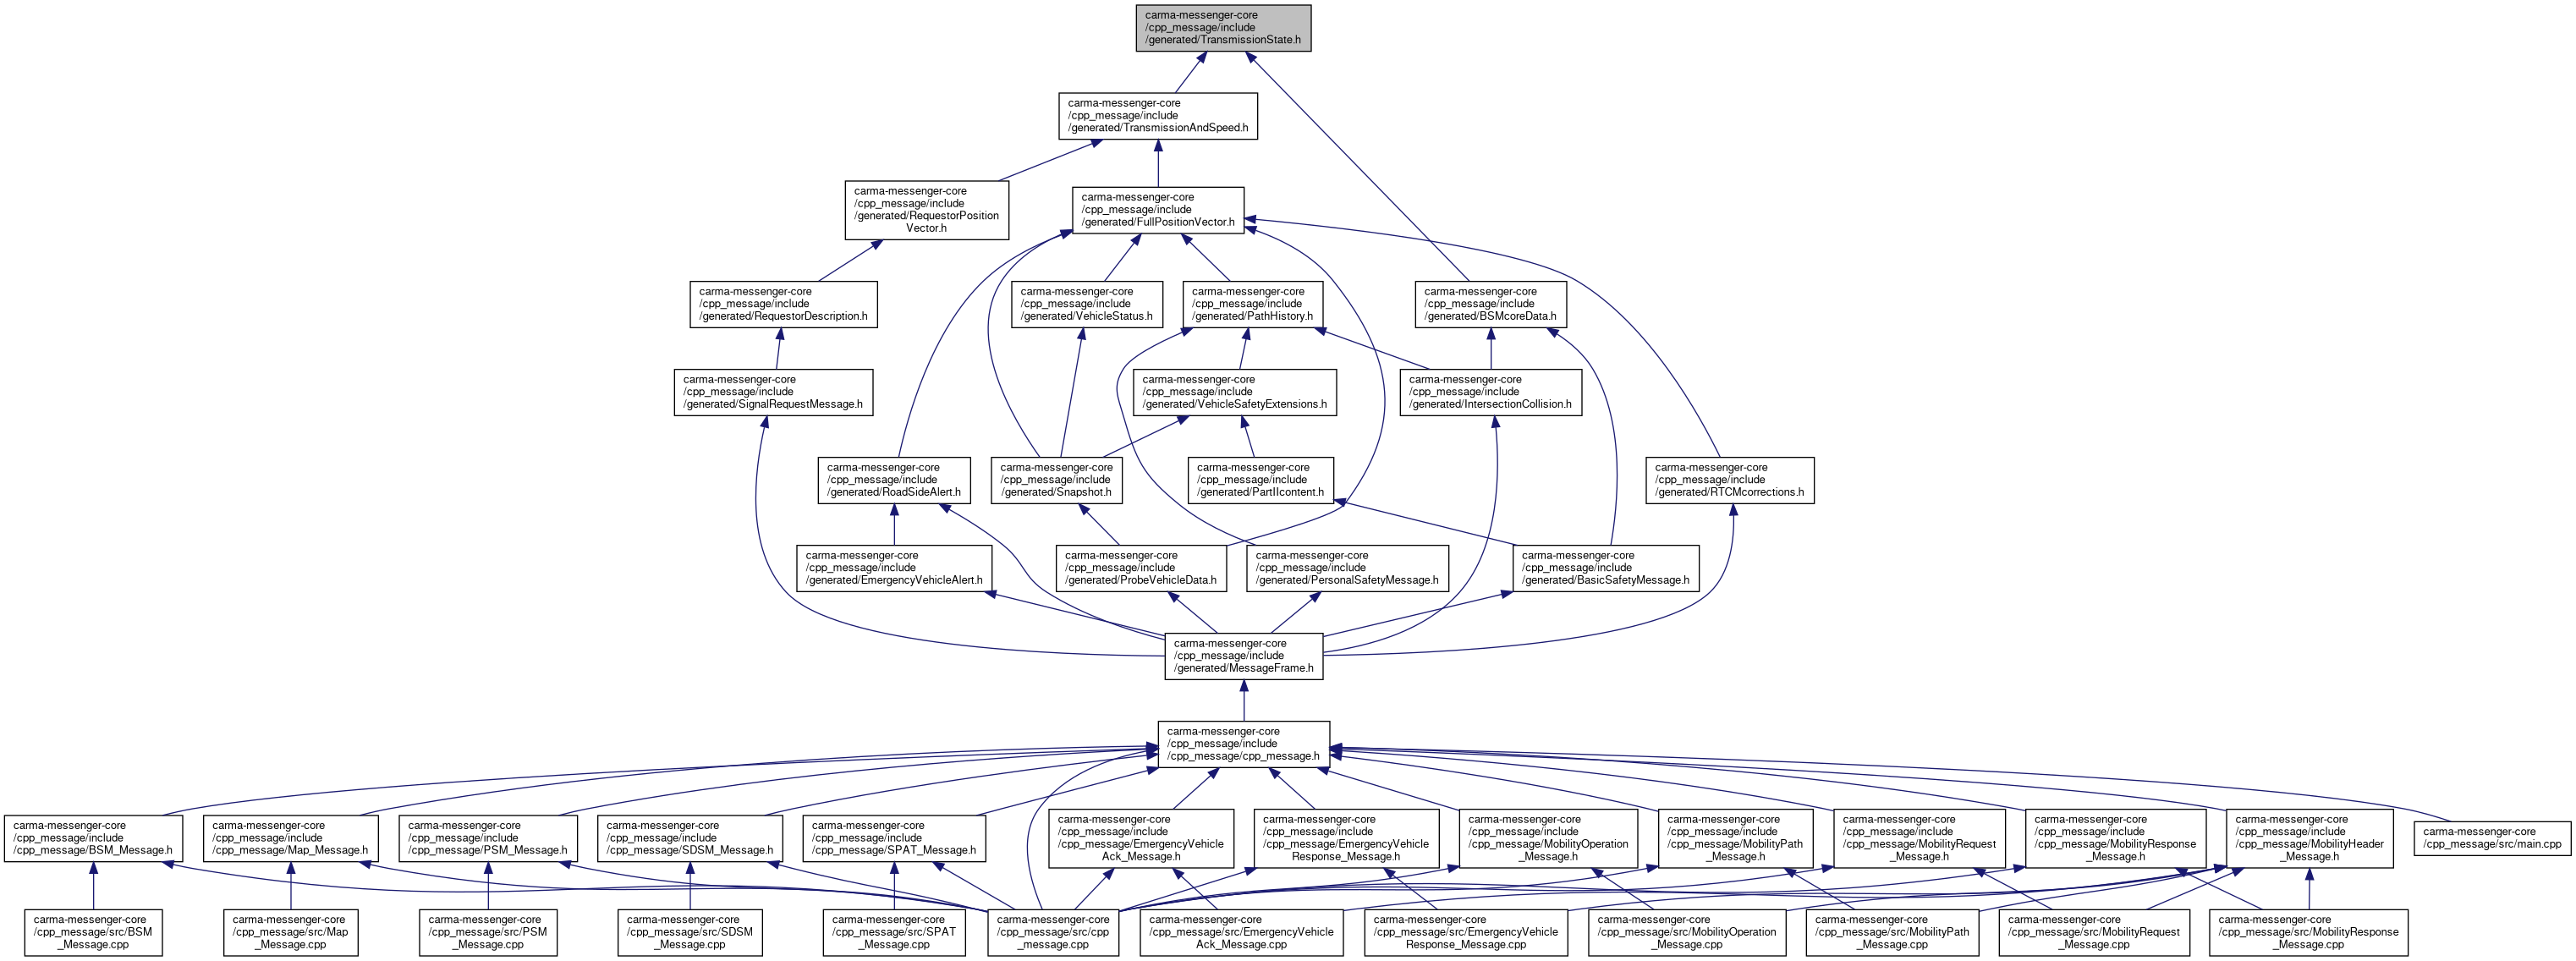 carma-messenger-core
/cpp_message/include
/generated/TransmissionState.h
carma-messenger-core
/cpp_message/include
/generated/TransmissionAndSpeed.h
carma-messenger-core
/cpp_message/include
/generated/RequestorPosition
Vector.h
carma-messenger-core
/cpp_message/include
/generated/FullPositionVector.h
carma-messenger-core
/cpp_message/include
/generated/RequestorDescription.h
carma-messenger-core
/cpp_message/include
/generated/VehicleStatus.h
carma-messenger-core
/cpp_message/include
/generated/PathHistory.h
carma-messenger-core
/cpp_message/include
/generated/BSMcoreData.h
carma-messenger-core
/cpp_message/include
/generated/SignalRequestMessage.h
carma-messenger-core
/cpp_message/include
/generated/VehicleSafetyExtensions.h
carma-messenger-core
/cpp_message/include
/generated/IntersectionCollision.h
carma-messenger-core
/cpp_message/include
/generated/RoadSideAlert.h
carma-messenger-core
/cpp_message/include
/generated/Snapshot.h
carma-messenger-core
/cpp_message/include
/generated/PartIIcontent.h
carma-messenger-core
/cpp_message/include
/generated/RTCMcorrections.h
carma-messenger-core
/cpp_message/include
/generated/EmergencyVehicleAlert.h
carma-messenger-core
/cpp_message/include
/generated/ProbeVehicleData.h
carma-messenger-core
/cpp_message/include
/generated/PersonalSafetyMessage.h
carma-messenger-core
/cpp_message/include
/generated/BasicSafetyMessage.h
carma-messenger-core
/cpp_message/include
/generated/MessageFrame.h
carma-messenger-core
/cpp_message/include
/cpp_message/cpp_message.h
carma-messenger-core
/cpp_message/include
/cpp_message/BSM_Message.h
carma-messenger-core
/cpp_message/include
/cpp_message/Map_Message.h
carma-messenger-core
/cpp_message/include
/cpp_message/PSM_Message.h
carma-messenger-core
/cpp_message/include
/cpp_message/SDSM_Message.h
carma-messenger-core
/cpp_message/include
/cpp_message/SPAT_Message.h
carma-messenger-core
/cpp_message/include
/cpp_message/EmergencyVehicle
Ack_Message.h
carma-messenger-core
/cpp_message/include
/cpp_message/EmergencyVehicle
Response_Message.h
carma-messenger-core
/cpp_message/include
/cpp_message/MobilityOperation
_Message.h
carma-messenger-core
/cpp_message/include
/cpp_message/MobilityPath
_Message.h
carma-messenger-core
/cpp_message/include
/cpp_message/MobilityRequest
_Message.h
carma-messenger-core
/cpp_message/include
/cpp_message/MobilityResponse
_Message.h
carma-messenger-core
/cpp_message/include
/cpp_message/MobilityHeader
_Message.h
carma-messenger-core
/cpp_message/src/main.cpp
carma-messenger-core
/cpp_message/src/BSM
_Message.cpp
carma-messenger-core
/cpp_message/src/Map
_Message.cpp
carma-messenger-core
/cpp_message/src/PSM
_Message.cpp
carma-messenger-core
/cpp_message/src/SDSM
_Message.cpp
carma-messenger-core
/cpp_message/src/SPAT
_Message.cpp
carma-messenger-core
/cpp_message/src/cpp
_message.cpp
carma-messenger-core
/cpp_message/src/EmergencyVehicle
Ack_Message.cpp
carma-messenger-core
/cpp_message/src/EmergencyVehicle
Response_Message.cpp
carma-messenger-core
/cpp_message/src/MobilityOperation
_Message.cpp
carma-messenger-core
/cpp_message/src/MobilityPath
_Message.cpp
carma-messenger-core
/cpp_message/src/MobilityRequest
_Message.cpp
carma-messenger-core
/cpp_message/src/MobilityResponse
_Message.cpp